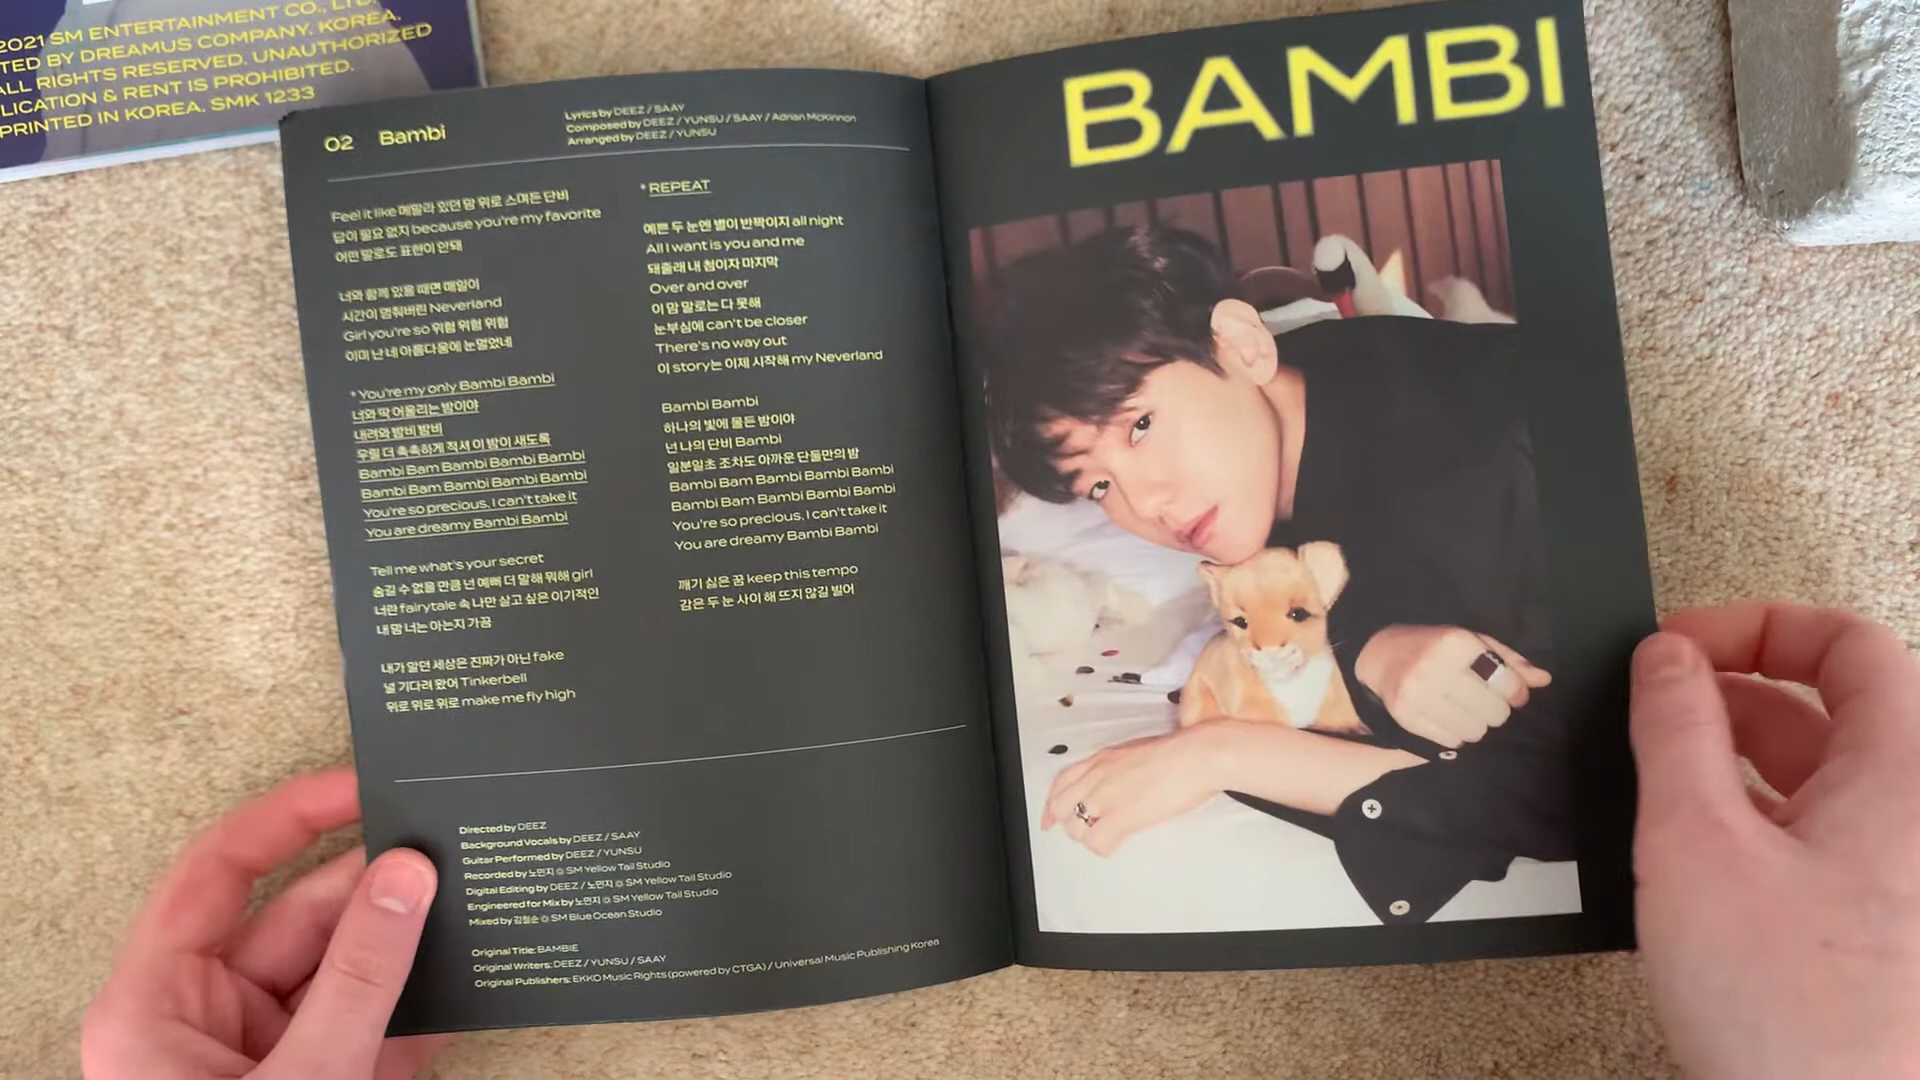 2021 SM ENTERTAINMENT CO., LTD.
TED BY DREAMUS COMPANY, KOREA.
ALL RIGHTS RESERVED. UNAUTHORIZED
LICATION & RENT IS PROHIBITED.
PRINTED IN KOREA. SMK 1233
02 Bambi
Lyrics by DEEZ / SAAY
Composed by DEEZ / YUNSU / SAAY / Adrian McKinnon
Arranged by DEEZ / YUNSU
Feel it like 메말라 있던 맘 위로 스며든 단비
답이 필요 없지 because you're my favorite
어떤 말로도 표현이 안돼
너와 함께 있을 때면 매일이
시간이 멈춰버린 Neverland
Girl you're so 위험 위험 위험
이미 난 네 아름다움에 눈멀었네
* You're my only Bambi Bambi
너와 딱 어울리는 밤이야
내려와 밤비 밤비
우릴 더 촉촉하게 적셔 이 밤이 새도록
Bambi Bam Bambi Bambi Bambi
Bambi Bam Bambi Bambi Bambi
You're so precious, I can't take it
You are dreamy Bambi Bambi
Tell me what's your secret
숨길 수 없을 만큼 넌 예뻐 더 말해 뭐해 girl
너란 fairytale 속 나만 살고 싶은 이기적인
내 맘 너는 아는지 가끔
내가 알던 세상은 진짜가 아닌 fake
널 기다려 왔어 Tinkerbell
위로 위로 위로 make me fly high
* REPEAT
예쁜 두 눈엔 별이 반짝이지 all night
All I want is you and me
돼줄래 내 첨이자 마지막
Over and over
이 맘 말로는 다 못해
눈부심에 can't be closer
There's no way out
이 story는 이제 시작해 my Neverland
Bambi Bambi
하나의 빛에 물든 밤이야
넌 나의 단비 Bambi
일분일초 조차도 아까운 단둘만의 밤
Bambi Bam Bambi Bambi Bambi
Bambi Bam Bambi Bambi Bambi
You're so precious, I can't take it
You are dreamy Bambi Bambi
깨기 싫은 꿈 keep this tempo
감은 두 눈 사이 해 뜨지 않길 빌어
Directed by DEEZ
Background Vocals by DEEZ / SAAY
Guitar Performed by DEEZ / YUNSU
Recorded by 노민지 @ SM Yellow Tail Studio
Digital Editing by DEEZ / 노민지 @ SM Yellow Tail Studio
Engineered for Mix by 노민지 @ SM Yellow Tail Studio
Mixed by 김철순 @ SM Blue Ocean Studio
Original Title: BAMBIE
Original Writers: DEEZ / YUNSU / SAAY
Original Publishers: EKKO Music Rights (powered by CTGA) / Universal Music Publishing Korea
BAMBI